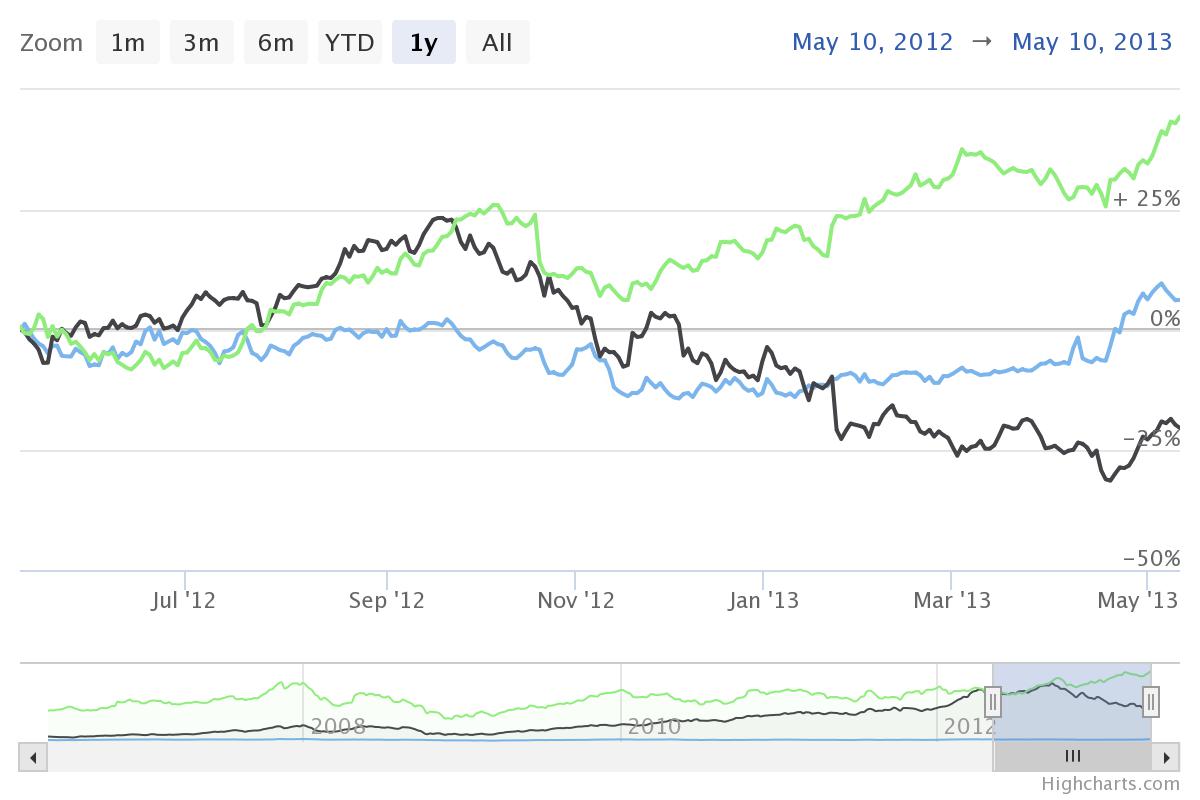 Zoom 1m 3m 6m YTD 1y All May 10, 2012 → May 10, 2013
+ 25%
0%
−25%
−50%
Jul '12 Sep '12 Nov '12 Jan '13 Mar '13 May '13
2008 2010 2012
Highcharts.com